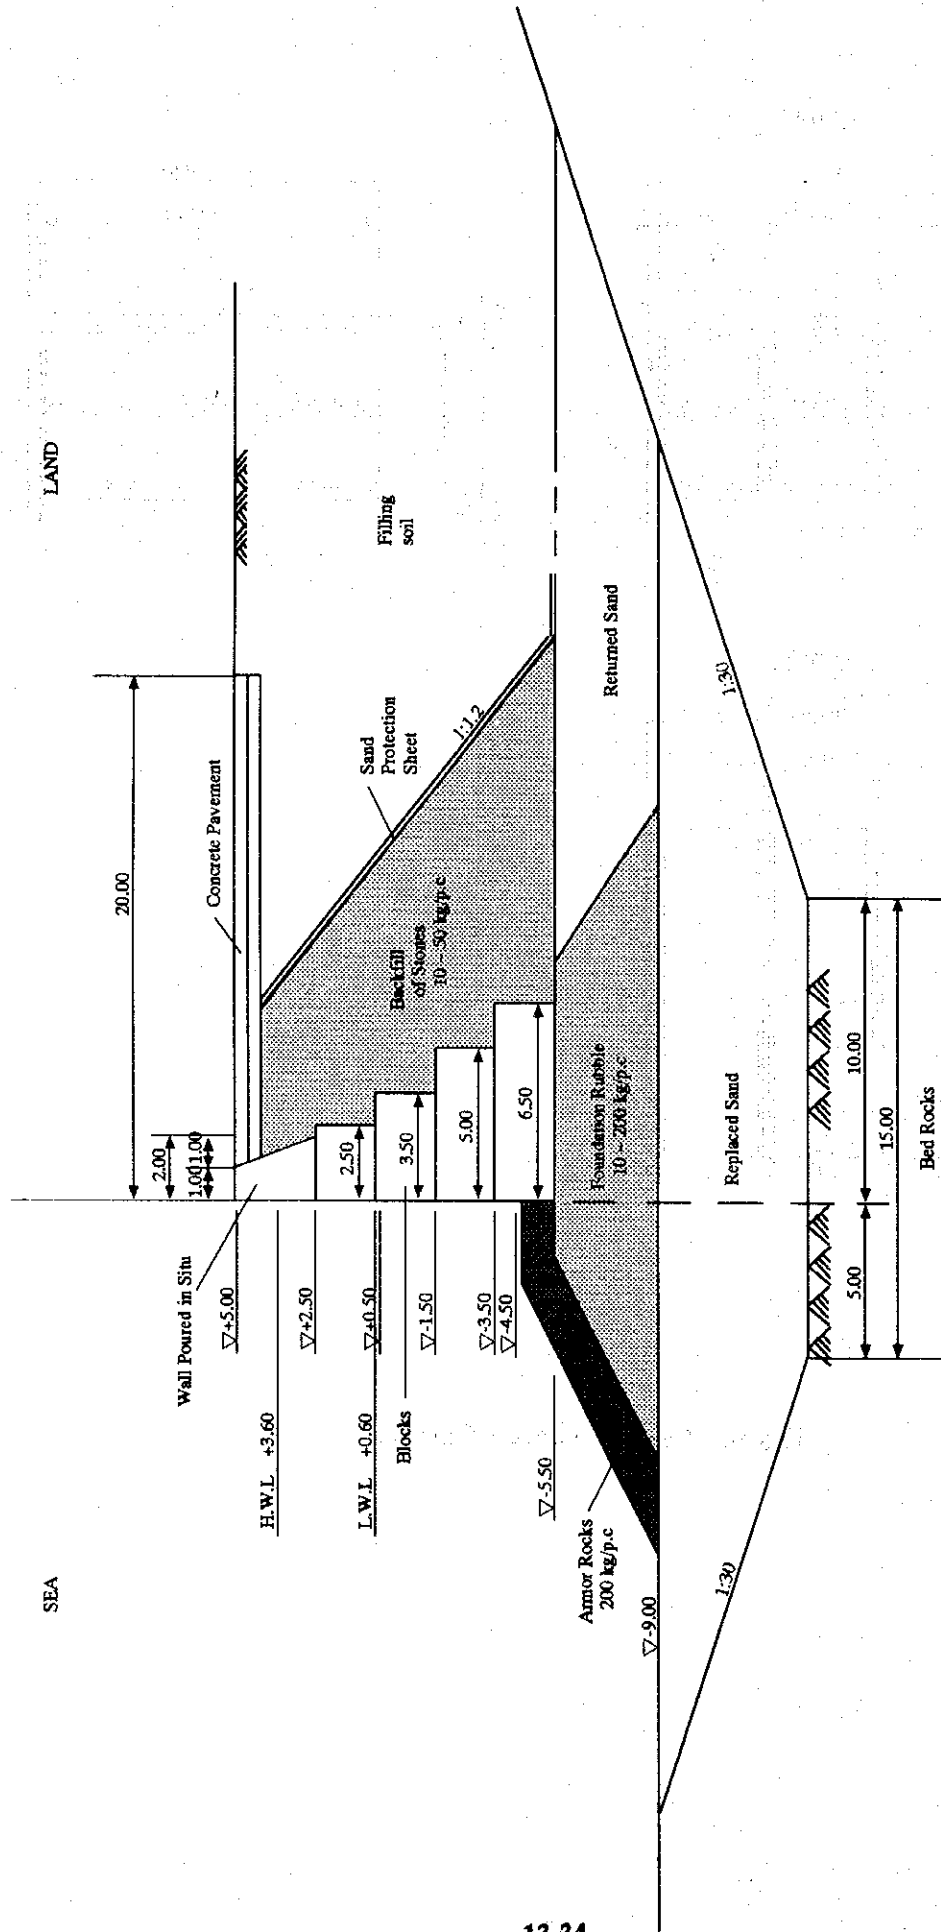 SEA
LAND
20.00
2.00
1.00
1.00
Concrete Pavement
Wall Poured in Situ
▽+5.00
H.W.L +3.60
▽+2.50
L.W.L +0.60
▽+0.50
Blocks
▽-1.50
▽-3.50
▽-4.50
▽-5.50
2.50
3.50
5.00
6.50
Backfill
of Stones
10 – 50 kg/p.c
Sand
Protection
Sheet
1:1.2
Filling
soil
Armor Rocks
200 kg/p.c
Foundation Rubble
10 – 200 kg/p.c
Returned Sand
▽-9.00
Replaced Sand
1:30
1:30
5.00
10.00
15.00
Bed Rocks